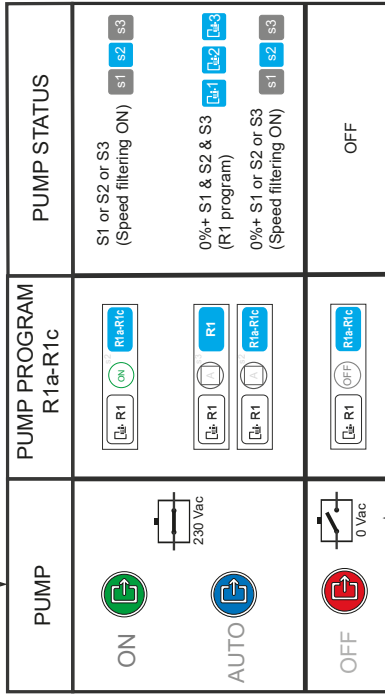 PUMP
PUMP PROGRAM
R1a-R1c
PUMP STATUS
ON
230 Vac
R1
s2
ON
R1a-R1c
S1 or S2 or S3
(Speed filtering ON)
s1 s2 s3
AUTO
R1
A
s3
R1
0%+ S1 & S2 & S3
(R1 program)
1 2 3
R1
A
s2
R1a-R1c
0%+ S1 or S2 or S3
(Speed filtering ON)
s1 s2 s3
OFF
0 Vac
R1
OFF
R1a-R1c
OFF